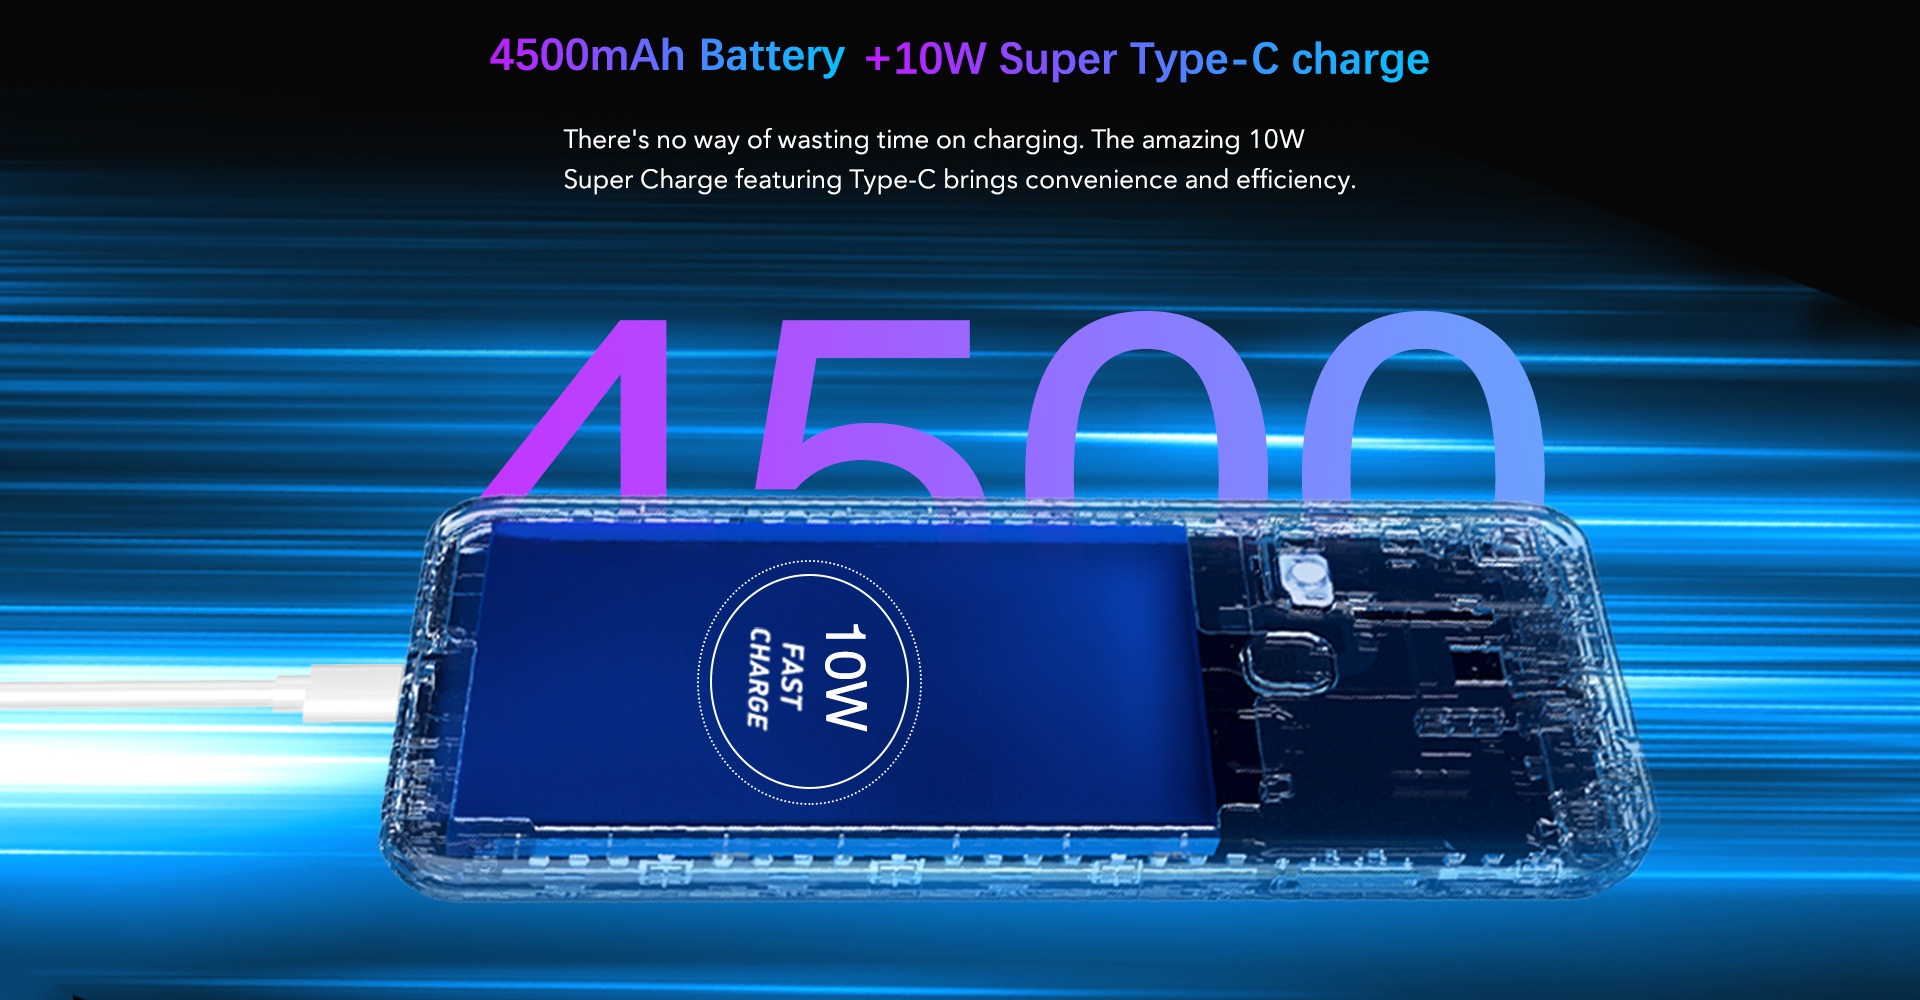 4500mAh Battery +10W Super Type-C charge
There's no way of wasting time on charging. The amazing 10W
Super Charge featuring Type-C brings convenience and efficiency.
4500
10W
FAST
CHARGE